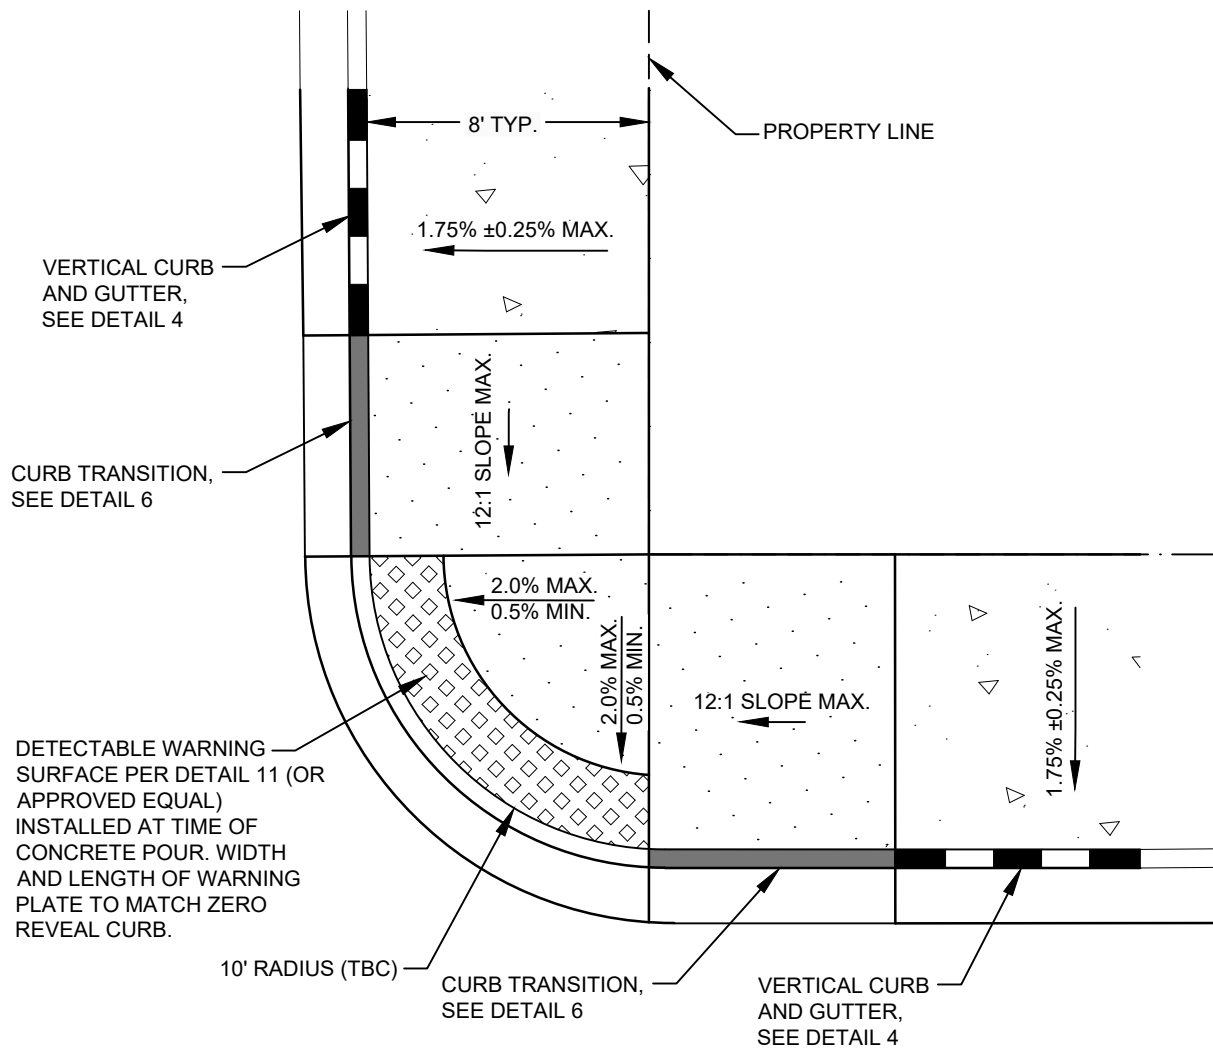 8' TYP.
PROPERTY LINE
1.75% ±0.25% MAX.
VERTICAL CURB
AND GUTTER,
SEE DETAIL 4
12:1 SLOPE MAX.
CURB TRANSITION,
SEE DETAIL 6
2.0% MAX.
0.5% MIN.
2.0% MAX.
0.5% MIN.
12:1 SLOPE MAX.
1.75% ±0.25% MAX.
DETECTABLE WARNING
SURFACE PER DETAIL 11 (OR
APPROVED EQUAL)
INSTALLED AT TIME OF
CONCRETE POUR. WIDTH
AND LENGTH OF WARNING
PLATE TO MATCH ZERO
REVEAL CURB.
10' RADIUS (TBC)
CURB TRANSITION,
SEE DETAIL 6
VERTICAL CURB
AND GUTTER,
SEE DETAIL 4